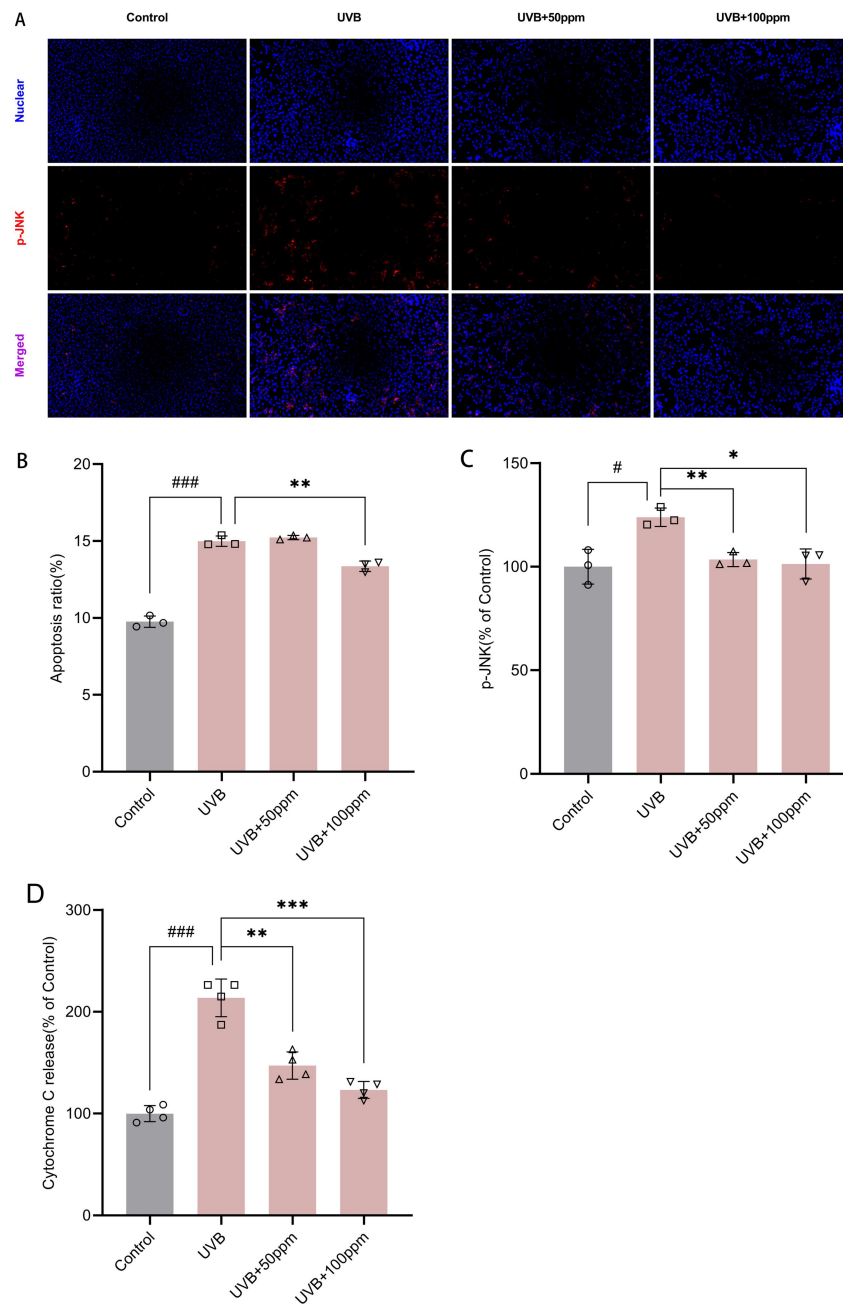 A
Control
UVB
UVB+50ppm
UVB+100ppm
Nuclear
p-JNK
Merged
B
Apoptosis ratio(%)
20
15
10
5
0
###
**
Control
UVB
UVB+50ppm
UVB+100ppm
C
p-JNK(% of Control)
150
100
50
0
#
**
*
Control
UVB
UVB+50ppm
UVB+100ppm
D
Cytochrome C release(% of Control)
300
200
100
0
###
**
***
Control
UVB
UVB+50ppm
UVB+100ppm